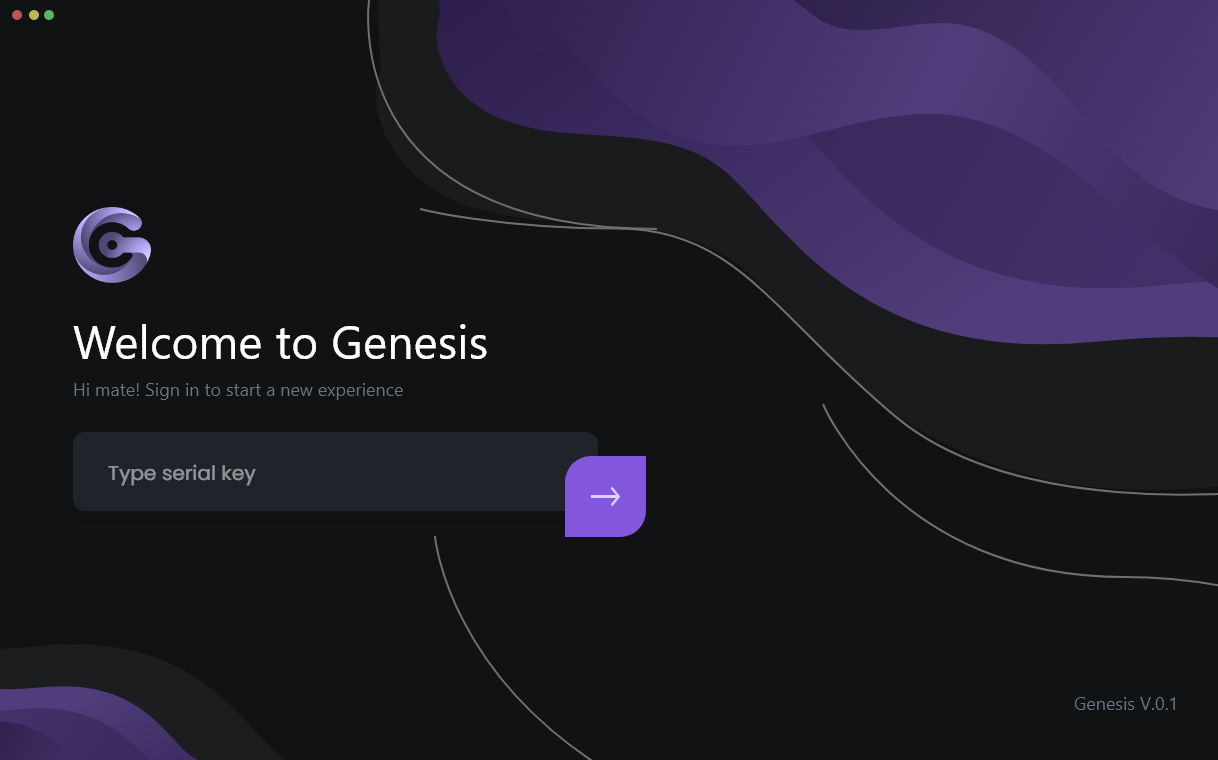 Welcome to Genesis
Hi mate! Sign in to start a new experience
Type serial key
Genesis V.0.1